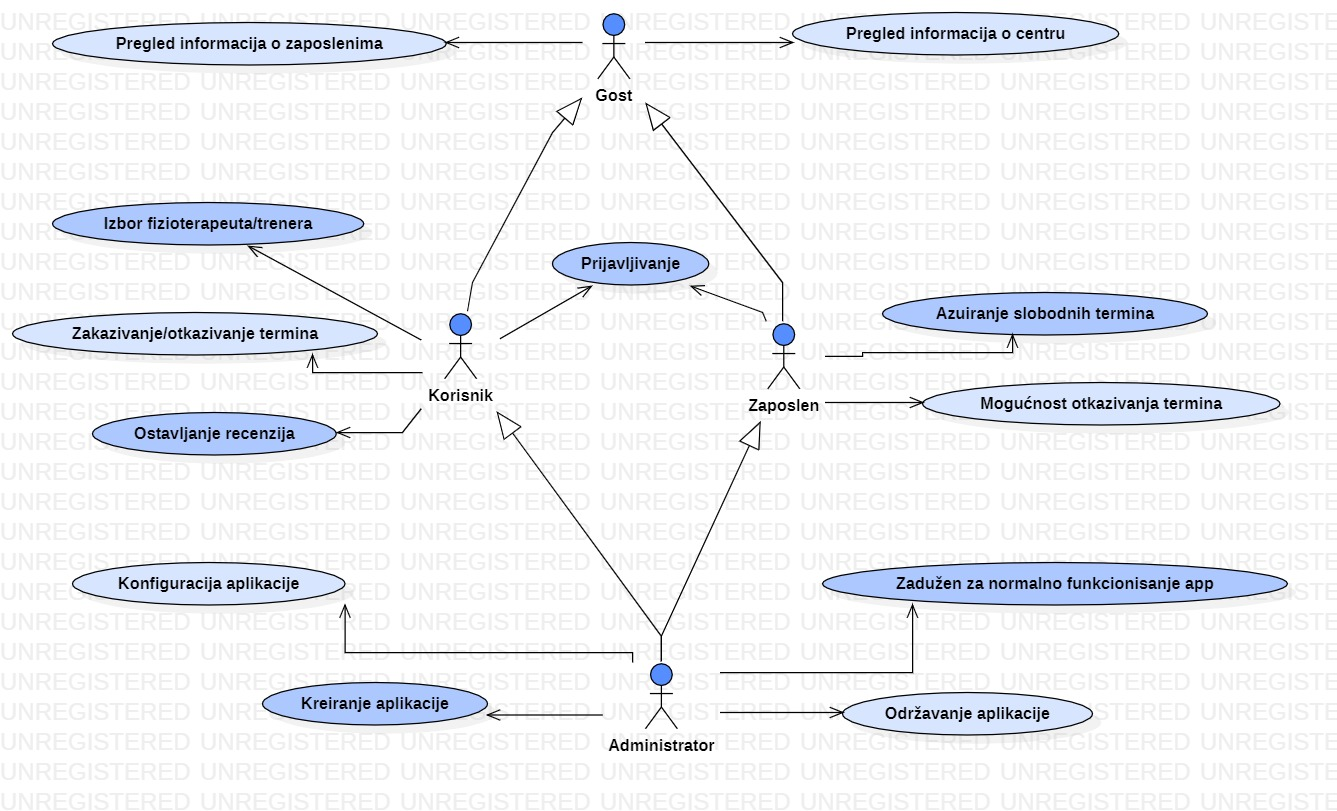 Pregled informacija o zaposlenima
Pregled informacija o centru
Gost
Izbor fizioterapeuta/trenera
Prijavljivanje
Zakazivanje/otkazivanje termina
Azuiranje slobodnih termina
Korisnik
Zaposlen
Mogućnost otkazivanja termina
Ostavljanje recenzija
Konfiguracija aplikacije
Zadužen za normalno funkcionisanje app
Kreiranje aplikacije
Održavanje aplikacije
Administrator
UNREGISTERED